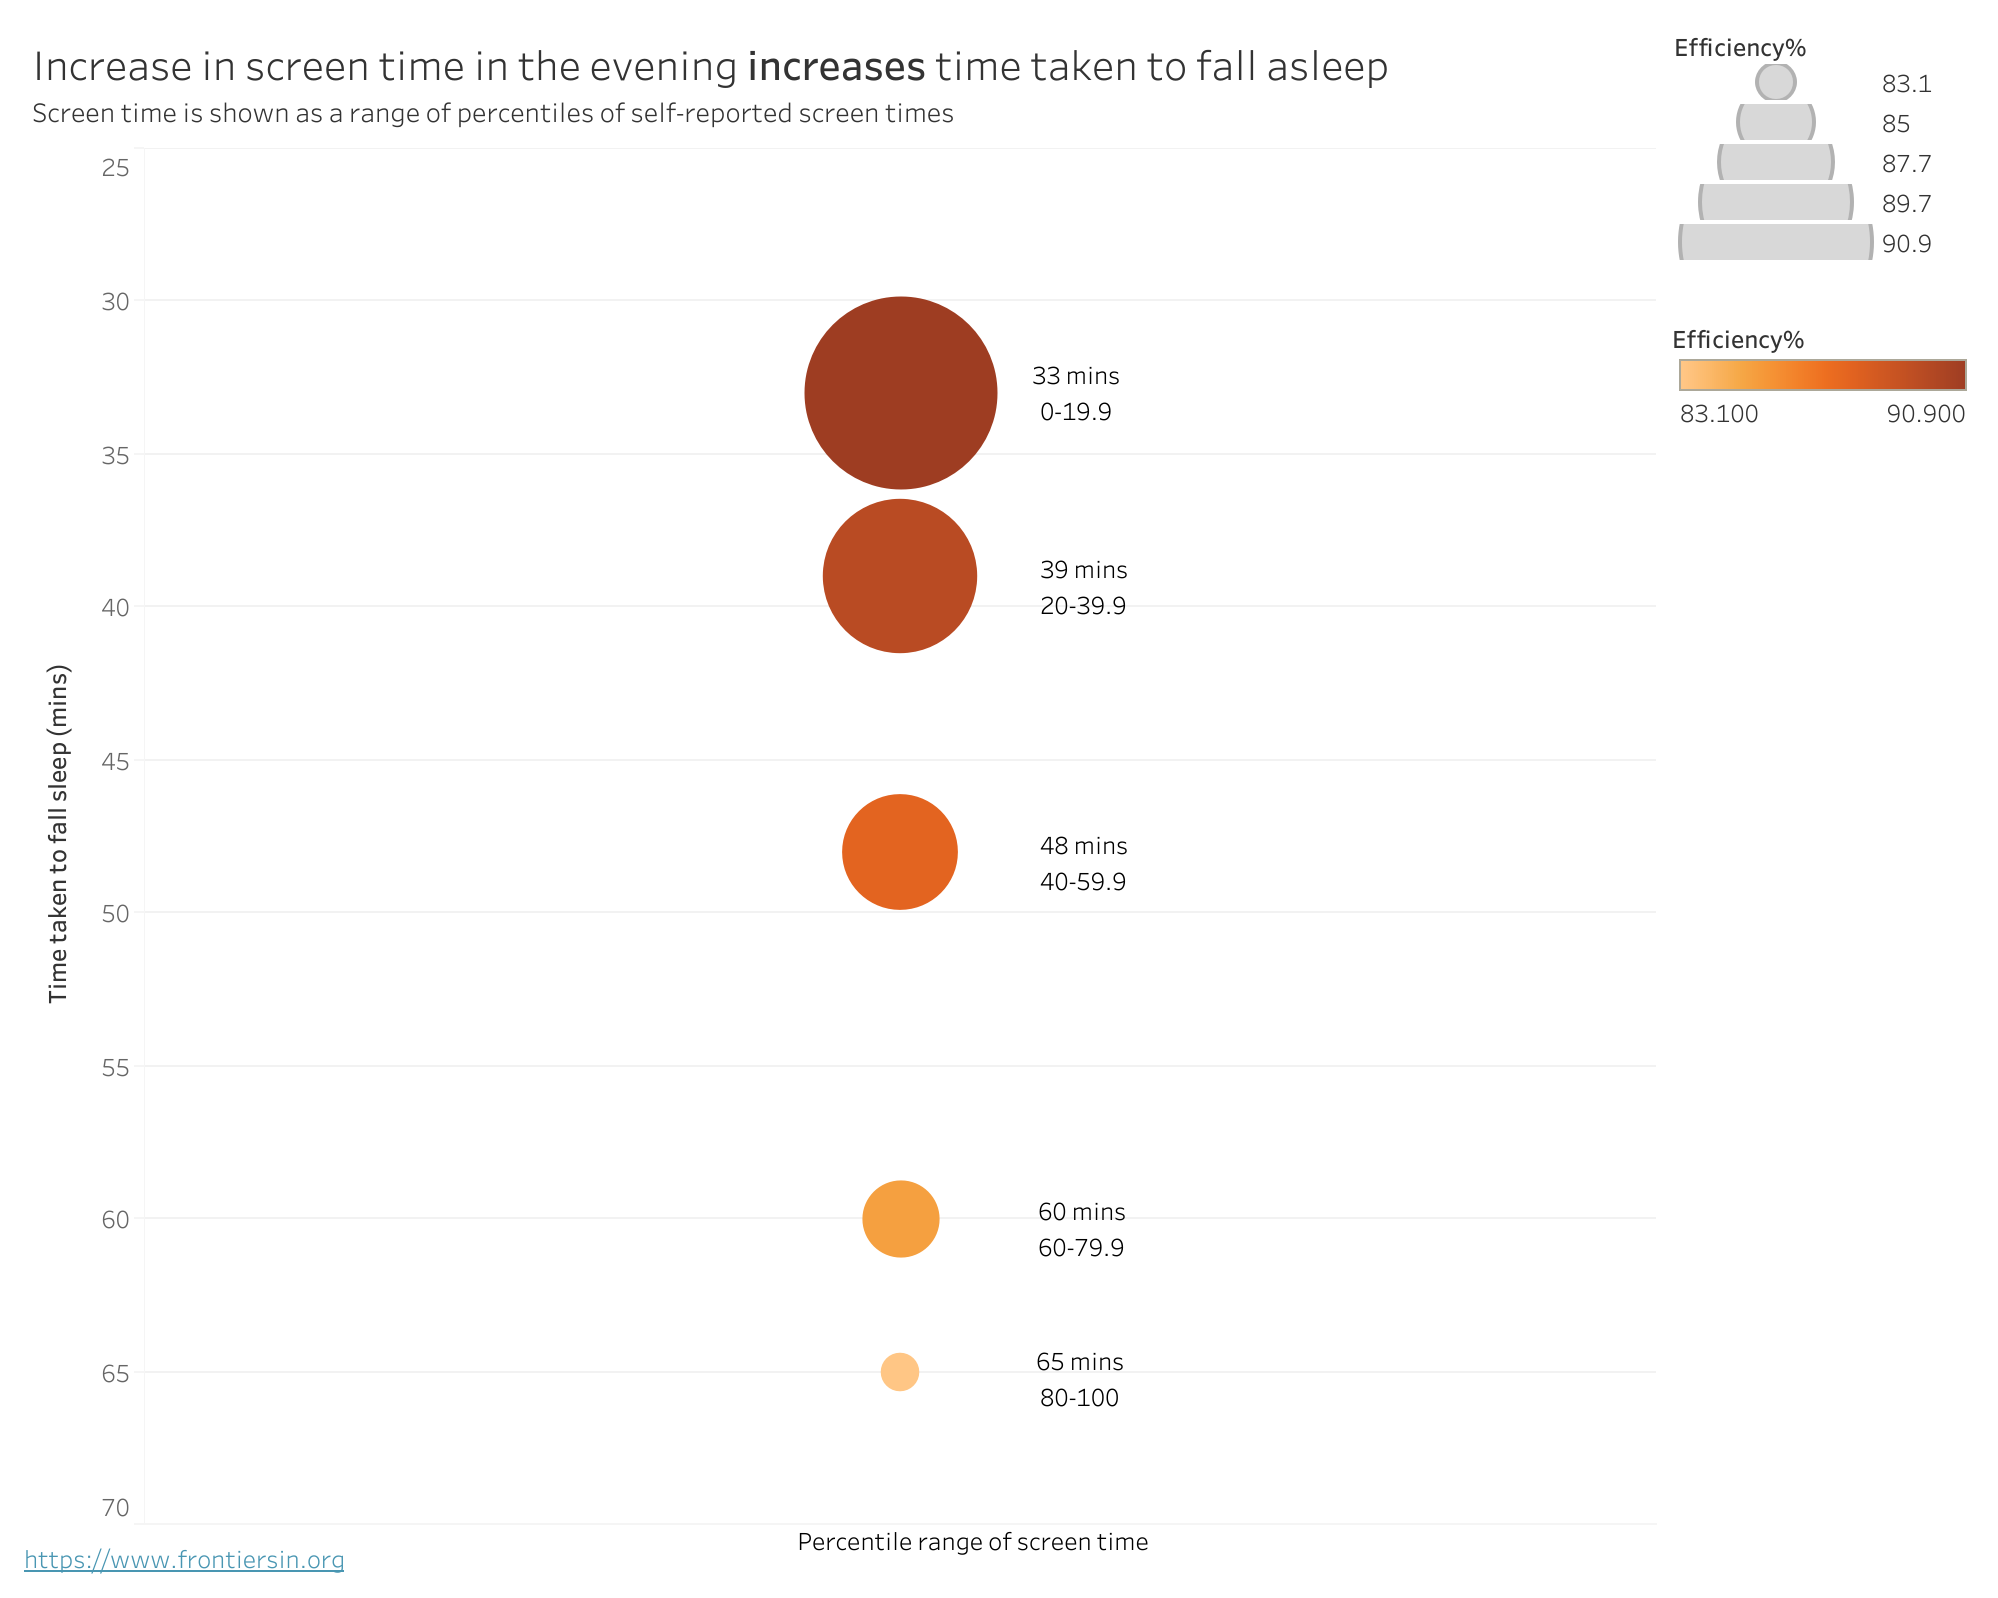 Increase in screen time in the evening increases time taken to fall asleep
Screen time is shown as a range of percentiles of self-reported screen times
Efficiency%
83.1
85
87.7
89.7
90.9
Efficiency%
83.100 90.900
Time taken to fall sleep (mins)
25
30
35
40
45
50
55
60
65
70
33 mins
0-19.9
39 mins
20-39.9
48 mins
40-59.9
60 mins
60-79.9
65 mins
80-100
Percentile range of screen time
https://www.frontiersin.org